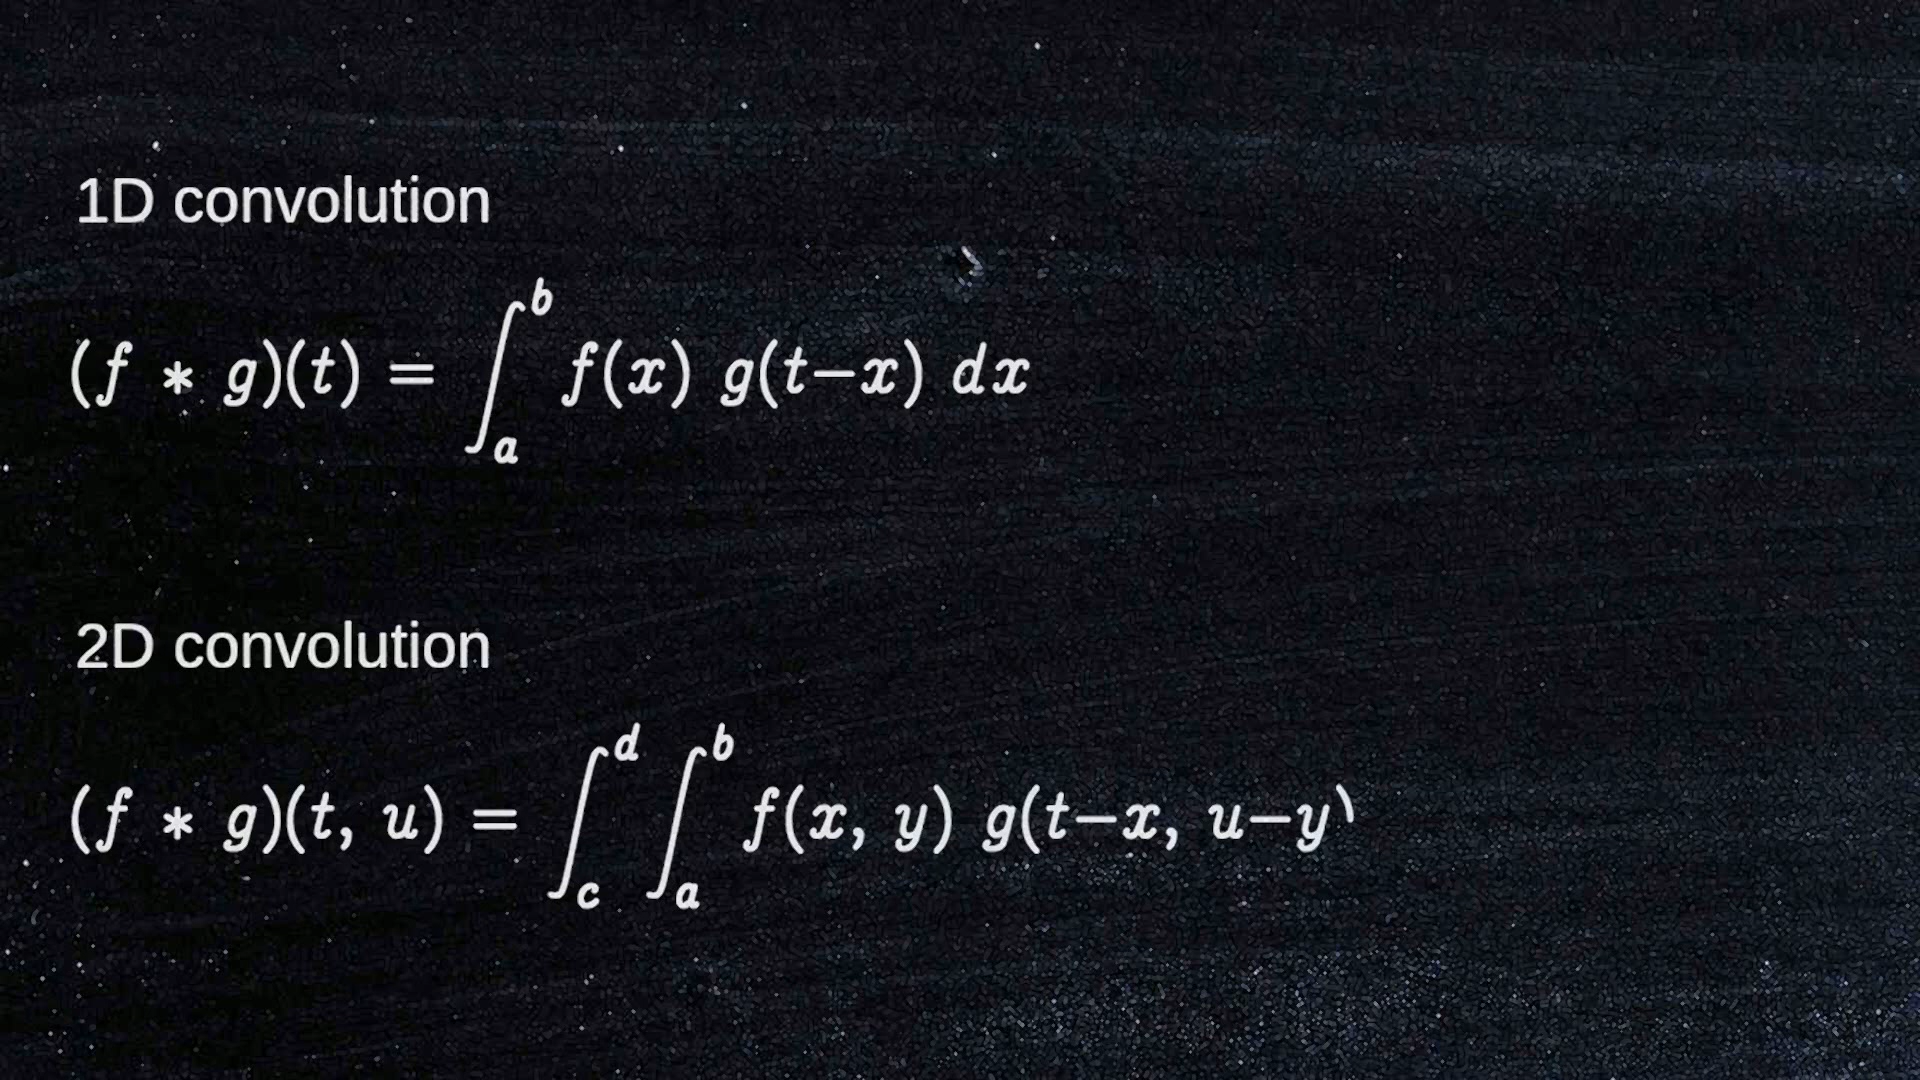 1D convolution
(f * g)(t) = ∫_a^b f(x) g(t−x) dx
2D convolution
(f * g)(t, u) = ∫_c^d ∫_a^b f(x, y) g(t−x, u−y)